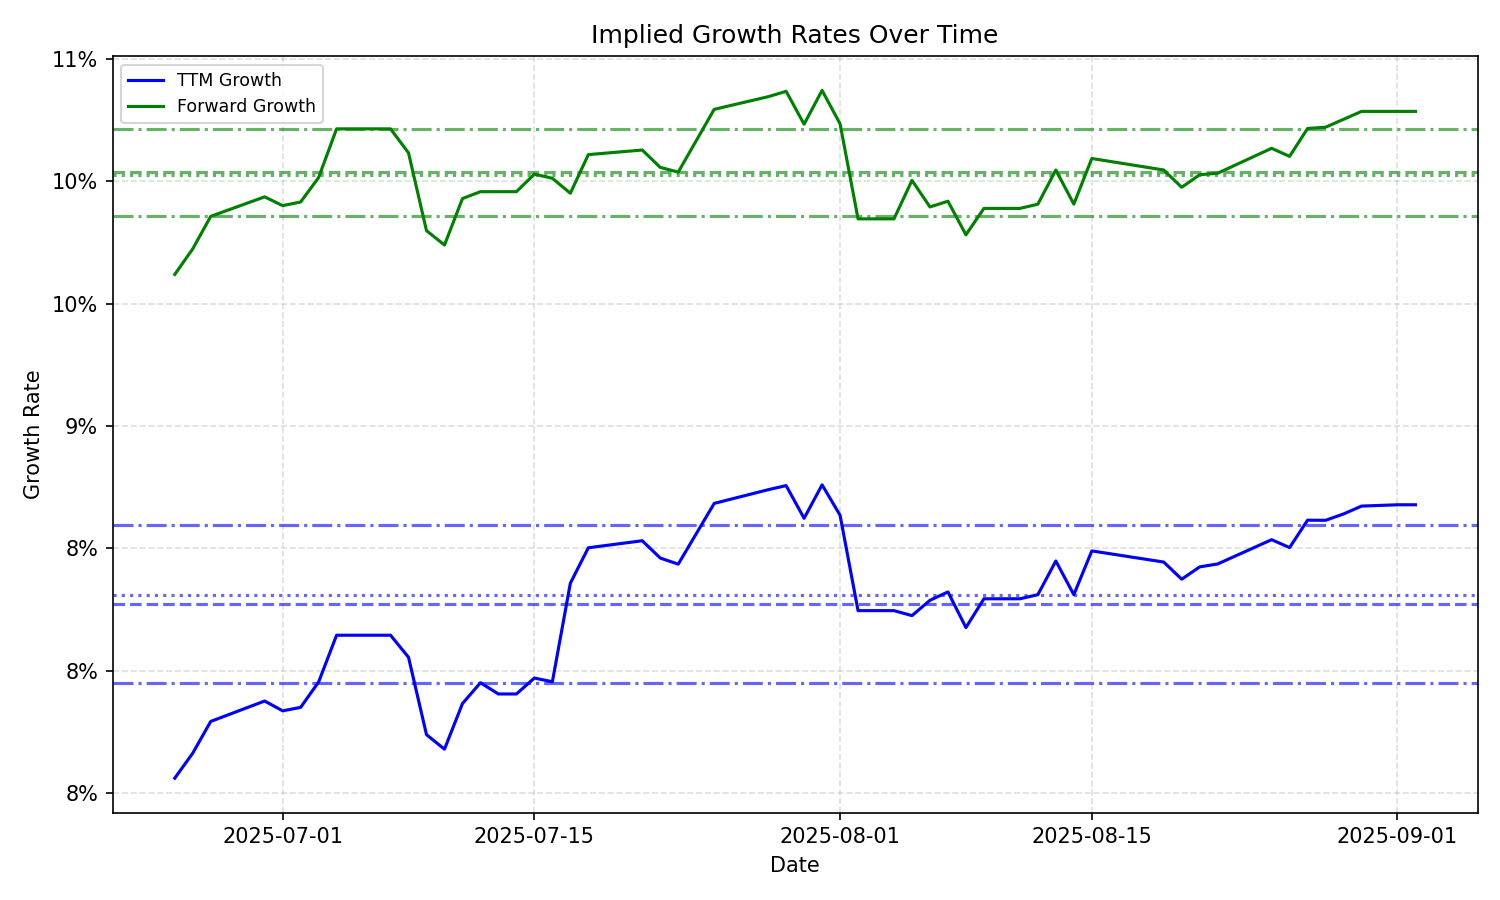 Implied Growth Rates Over Time
11%
TTM Growth
Forward Growth
10%
10%
9%
8%
8%
8%
Growth Rate
2025-07-01
2025-07-15
2025-08-01
2025-08-15
2025-09-01
Date